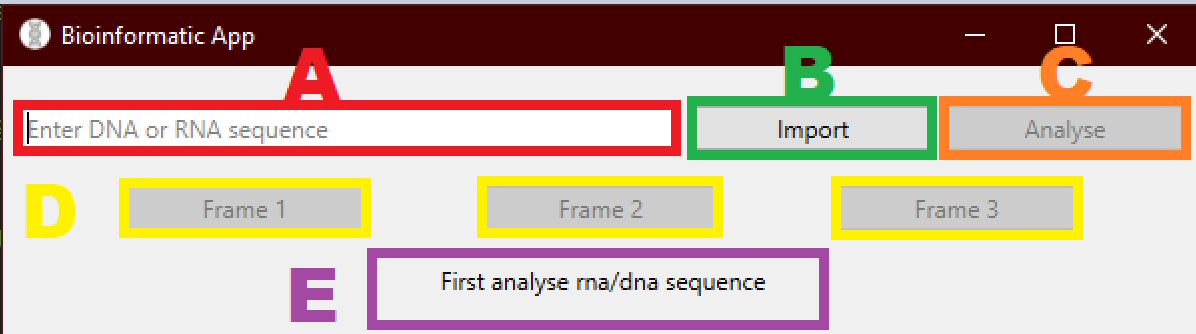 Bioinformatic App
A B C
Enter DNA or RNA sequence Import Analyse
D Frame 1 Frame 2 Frame 3
E First analyse rna/dna sequence